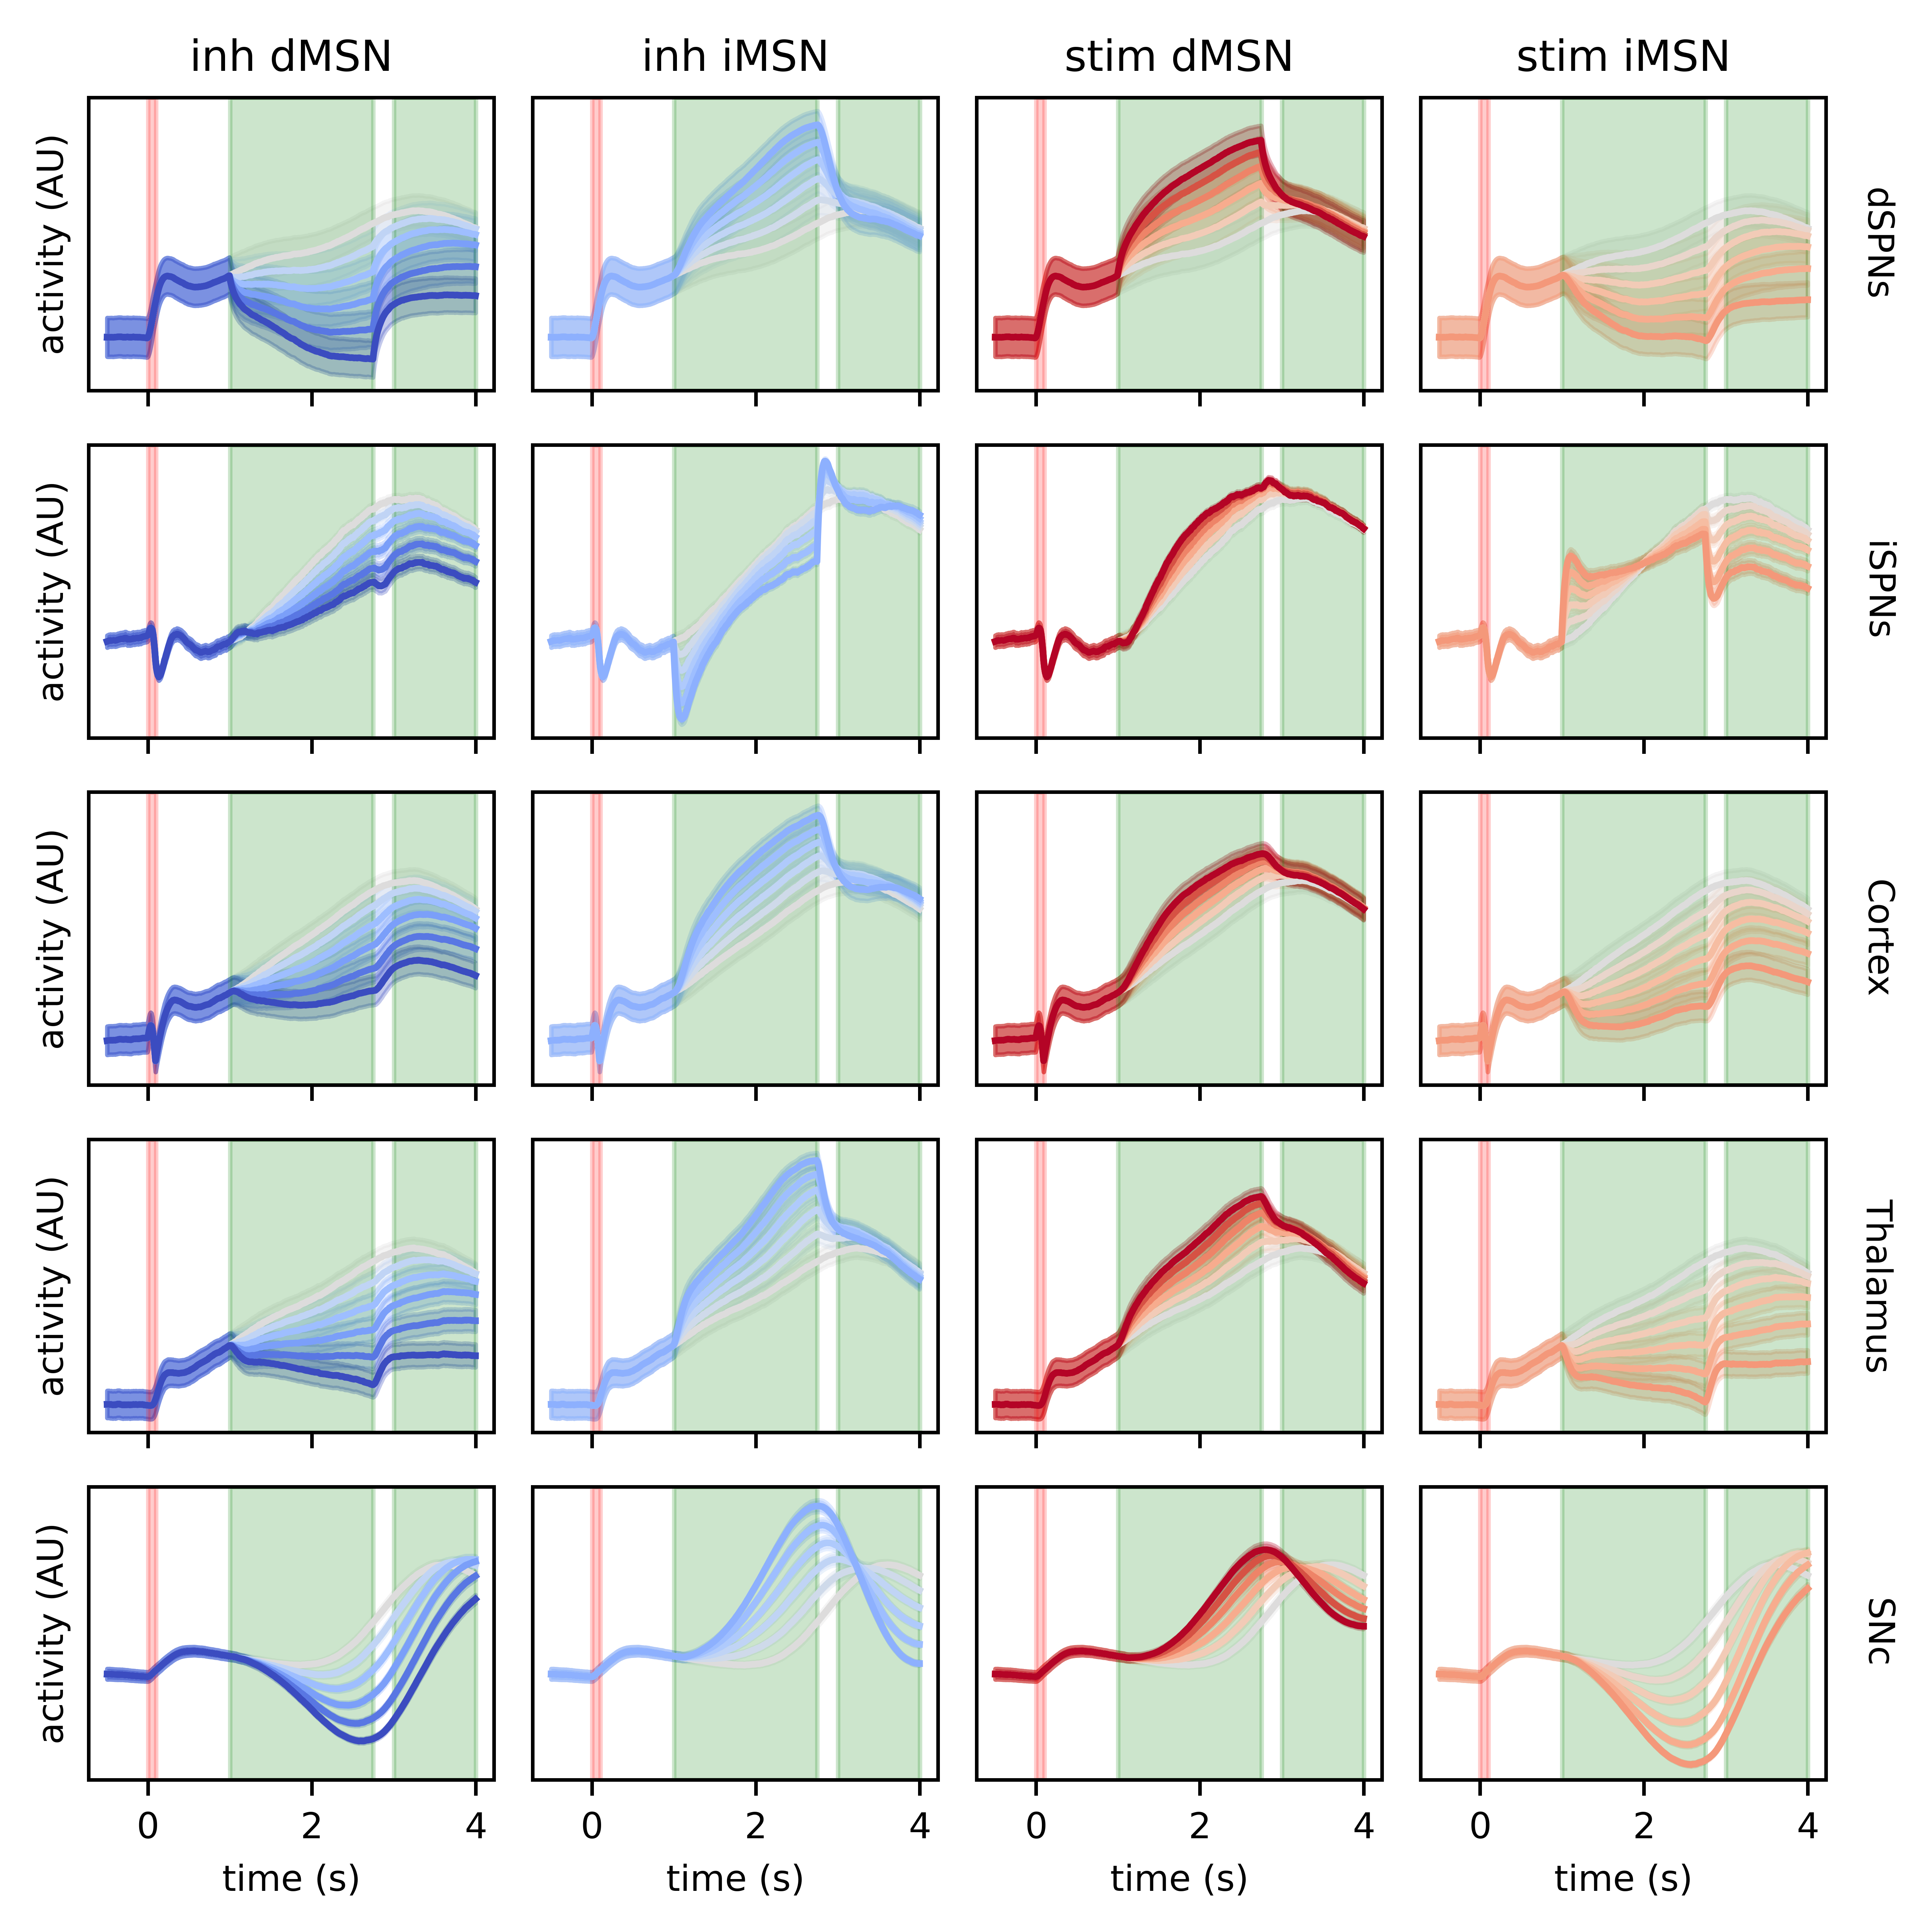 inh dMSN
inh iMSN
stim dMSN
stim iMSN
activity (AU)
dSPNs
activity (AU)
iSPNs
activity (AU)
Cortex
activity (AU)
Thalamus
activity (AU)
SNc
0 2 4
0 2 4
0 2 4
0 2 4
time (s)
time (s)
time (s)
time (s)